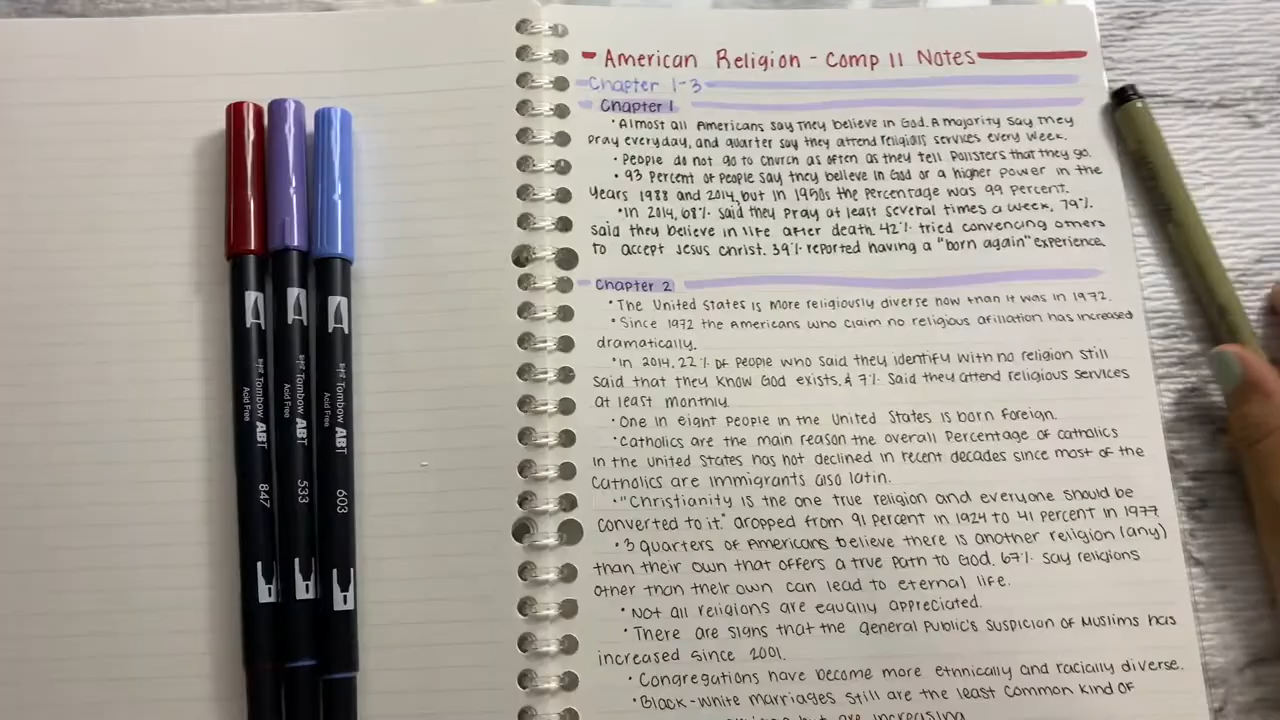 American Religion - Comp II Notes
Chapter 1-3
Chapter 1
• Almost all Americans say they believe in God. A majority say they
pray everyday, and quarter say they attend religious services every week.
• People do not go to church as often as they tell pollsters that they go.
• 93 percent of people say they believe in God or a higher power in the
years 1988 and 2014, but in 1950s the percentage was 99 percent.
• In 2014, 68% said they pray at least several times a week, 79%
said they believe in life after death. 42% tried convencing others
to accept Jesus Christ. 39% reported having a "born again" experience.
Chapter 2
• The United States is more religiously diverse now than it was in 1972.
• Since 1972 the Americans who claim no religious afiliation has increased
dramatically.
• In 2014, 22% of people who said they identify with no religion still
said that they know God exists, & 7% said they attend religious services
at least monthly.
• One in eight people in the United States is born foreign.
• Catholics are the main reason the overall percentage of catholics
in the United States has not declined in recent decades since most of the
Catholics are immigrants also latin.
• "Christianity is the one true religion and everyone should be
converted to it." dropped from 91 percent in 1924 to 41 percent in 1977
• 3 quarters of Americans believe there is another religion (any)
than their own that offers a true path to God. 67% say religions
other than their own can lead to eternal life.
• Not all religions are equally appreciated.
• There are signs that the general public's suspicion of Muslims has
increased since 2001.
• Congregations have become more ethnically and racially diverse.
• Black-White marriages still are the least common kind of
but are increasing
Tombow ABT
Acid Free
847
Tombow ABT
Acid Free
533
Tombow ABT
Acid Free
603